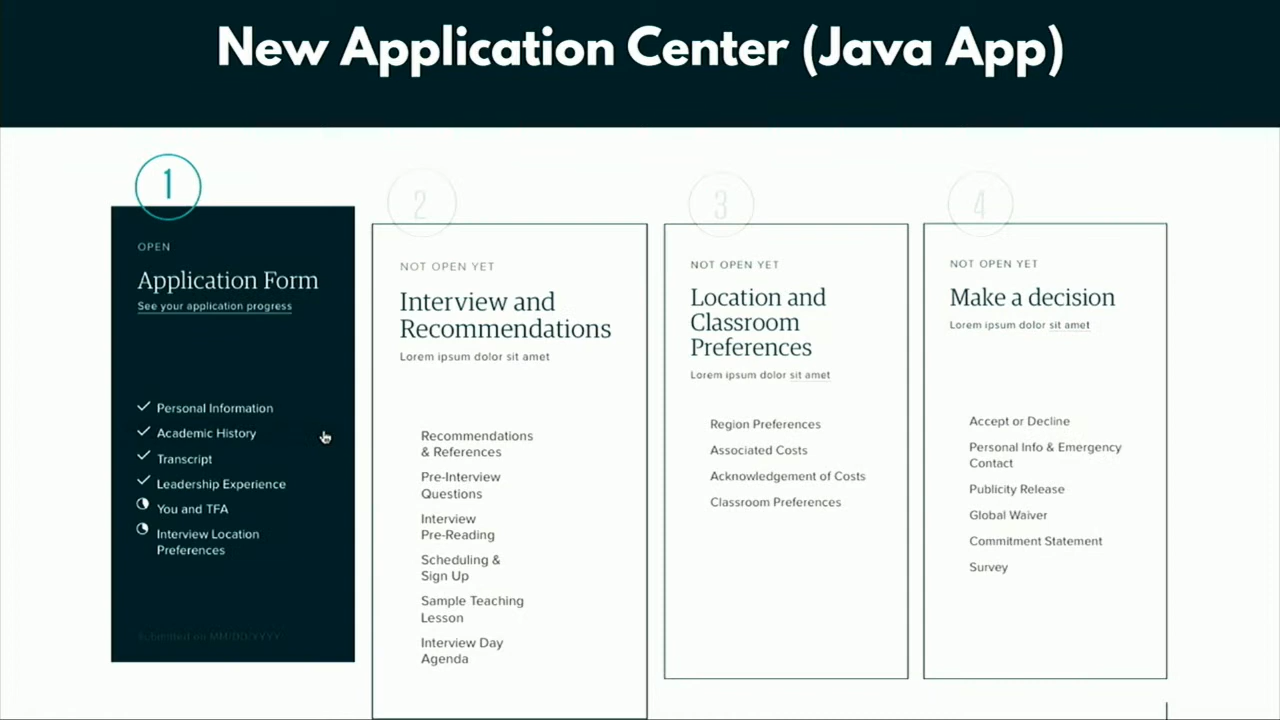 New Application Center (Java App)
1
OPEN
Application Form
See your application progress
Personal Information
Academic History
Transcript
Leadership Experience
You and TFA
Interview Location
Preferences
Submitted on MM/DD/YYYY
2
NOT OPEN YET
Interview and
Recommendations
Lorem ipsum dolor sit amet
Recommendations
& References
Pre-Interview
Questions
Interview
Pre-Reading
Scheduling &
Sign Up
Sample Teaching
Lesson
Interview Day
Agenda
3
NOT OPEN YET
Location and
Classroom
Preferences
Lorem ipsum dolor sit amet
Region Preferences
Associated Costs
Acknowledgement of Costs
Classroom Preferences
4
NOT OPEN YET
Make a decision
Lorem ipsum dolor sit amet
Accept or Decline
Personal Info & Emergency
Contact
Publicity Release
Global Waiver
Commitment Statement
Survey